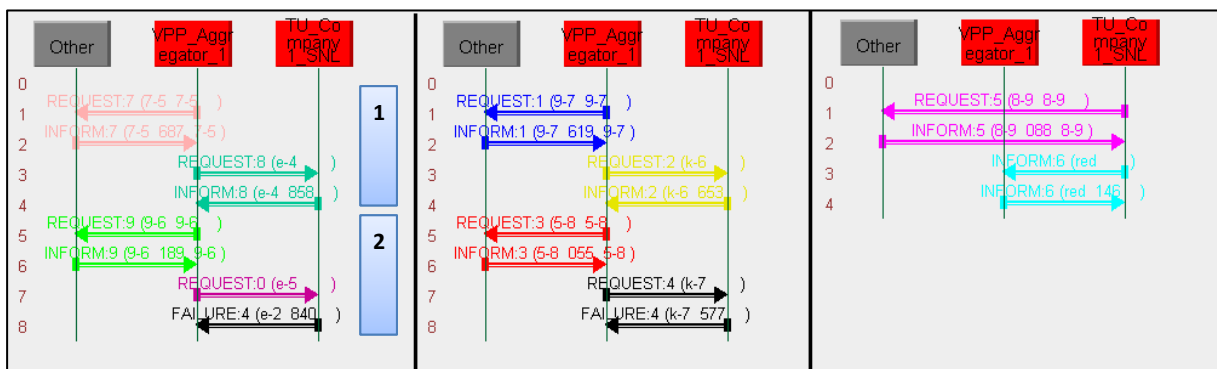 Other
VPP_Aggr
egator_1
TU_Co
mpany
1_SNL
0
REQUEST:7 (7-5 7-5 )
1
INFORM:7 (7-5 687 7-5 )
2
REQUEST:8 (e-4 )
3
INFORM:8 (e-4 858 )
4
REQUEST:9 (9-6 9-6 )
5
INFORM:9 (9-6 189 9-6 )
6
REQUEST:0 (e-5 )
7
FAILURE:4 (e-2 840 )
8
1
2
Other
VPP_Aggr
egator_1
TU_Co
mpany
1_SNL
0
REQUEST:1 (9-7 9-7 )
1
INFORM:1 (9-7 619 9-7 )
2
REQUEST:2 (k-6 )
3
INFORM:2 (k-6 653 )
4
REQUEST:3 (5-8 5-8 )
5
INFORM:3 (5-8 055 5-8 )
6
REQUEST:4 (k-7 )
7
FAILURE:4 (k-7 577 )
8
Other
VPP_Aggr
egator_1
TU_Co
mpany
1_SNL
0
REQUEST:5 (8-9 8-9 )
1
INFORM:5 (8-9 088 8-9 )
2
INFORM:6 (red )
3
INFORM:6 (red 146 )
4